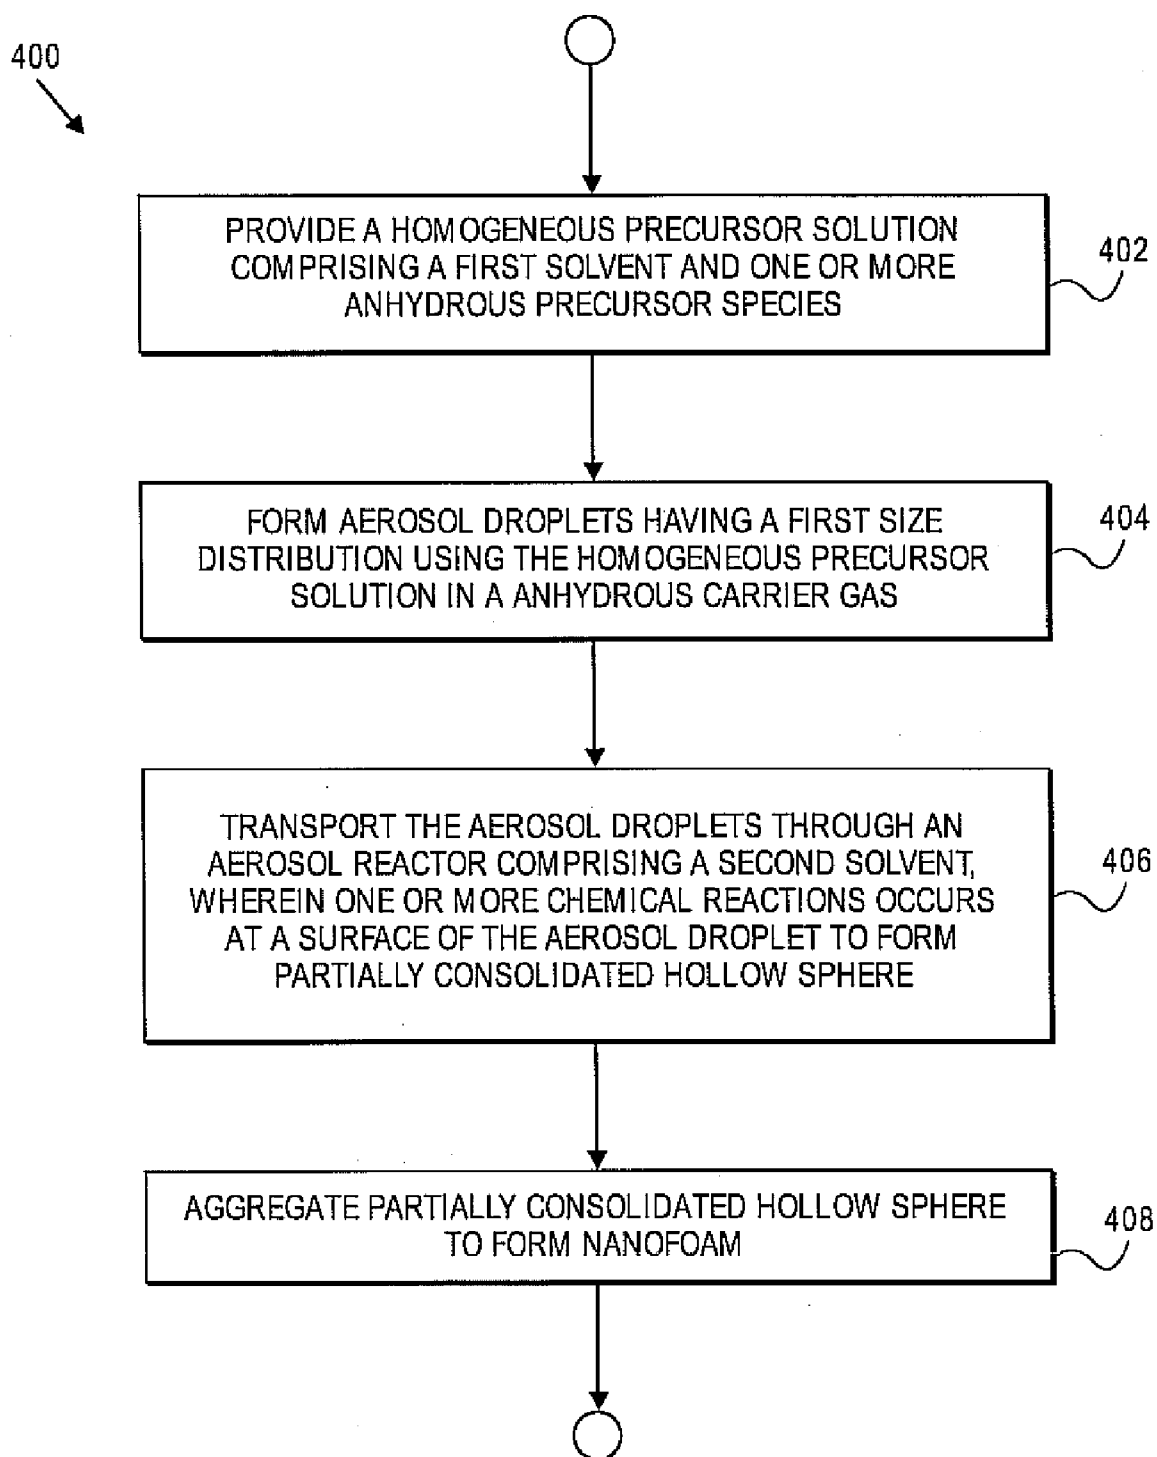 400
PROVIDE A HOMOGENEOUS PRECURSOR SOLUTION
COMPRISING A FIRST SOLVENT AND ONE OR MORE
ANHYDROUS PRECURSOR SPECIES
402
FORM AEROSOL DROPLETS HAVING A FIRST SIZE
DISTRIBUTION USING THE HOMOGENEOUS PRECURSOR
SOLUTION IN A ANHYDROUS CARRIER GAS
404
TRANSPORT THE AEROSOL DROPLETS THROUGH AN
AEROSOL REACTOR COMPRISING A SECOND SOLVENT,
WHEREIN ONE OR MORE CHEMICAL REACTIONS OCCURS
AT A SURFACE OF THE AEROSOL DROPLET TO FORM
PARTIALLY CONSOLIDATED HOLLOW SPHERE
406
AGGREGATE PARTIALLY CONSOLIDATED HOLLOW SPHERE
TO FORM NANOFOAM
408